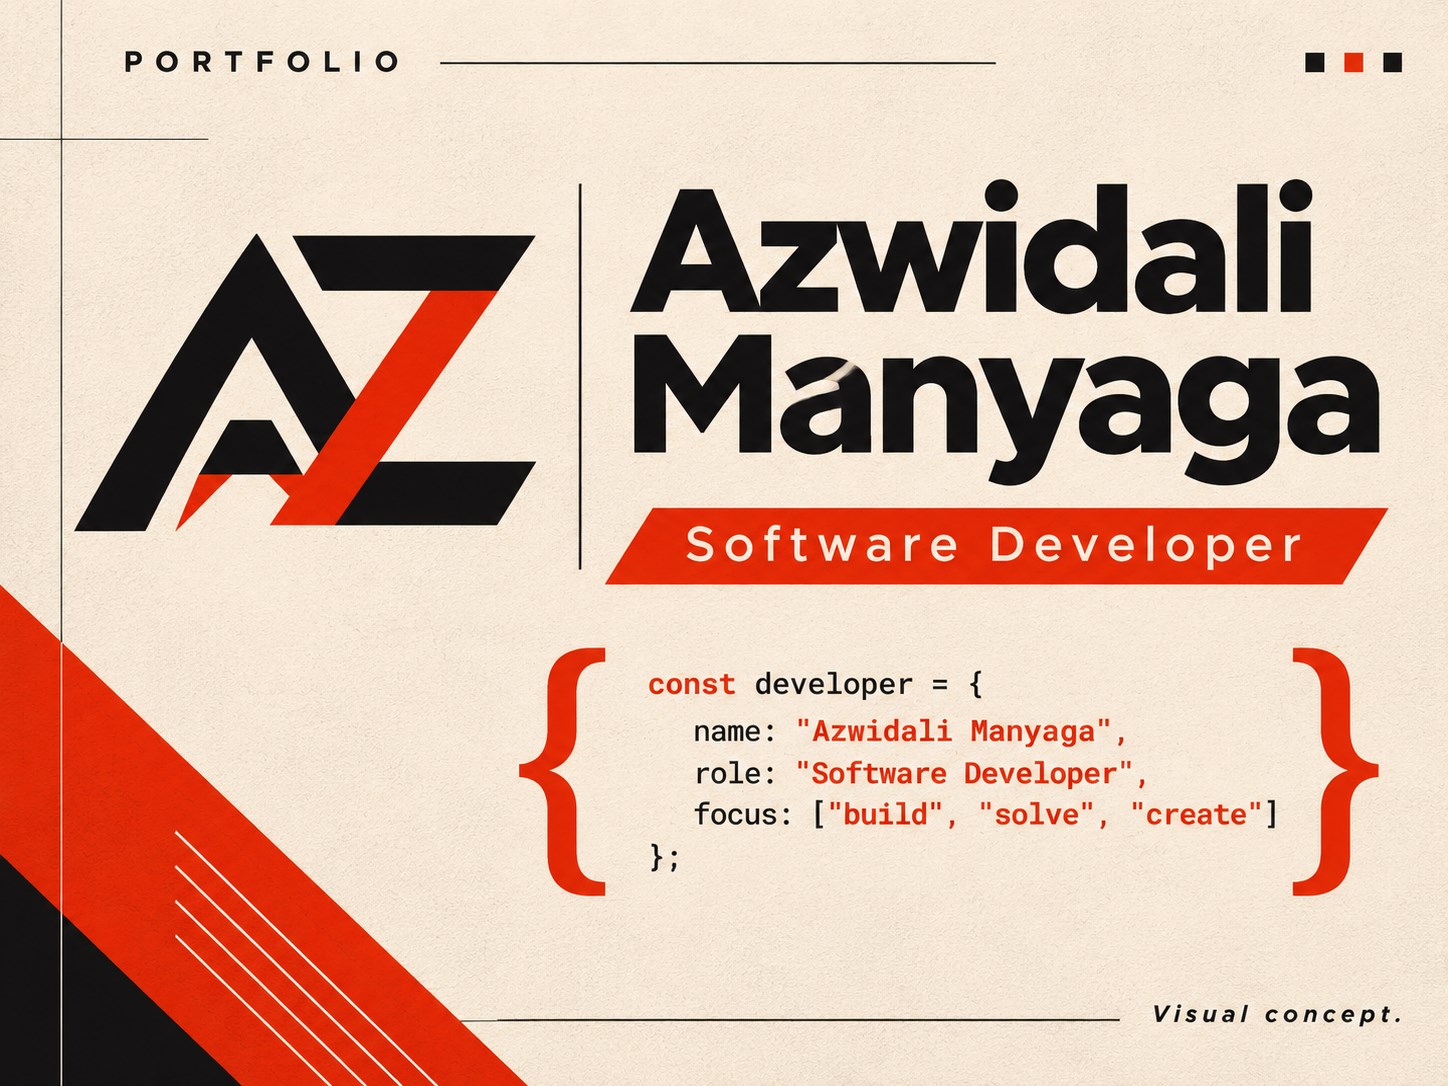 PORTFOLIO
AZ
Azwidali
Manyaga
Software Developer
{
const developer = {
name: "Azwidali Manyaga",
role: "Software Developer",
focus: ["build", "solve", "create"]
};
}
Visual concept.